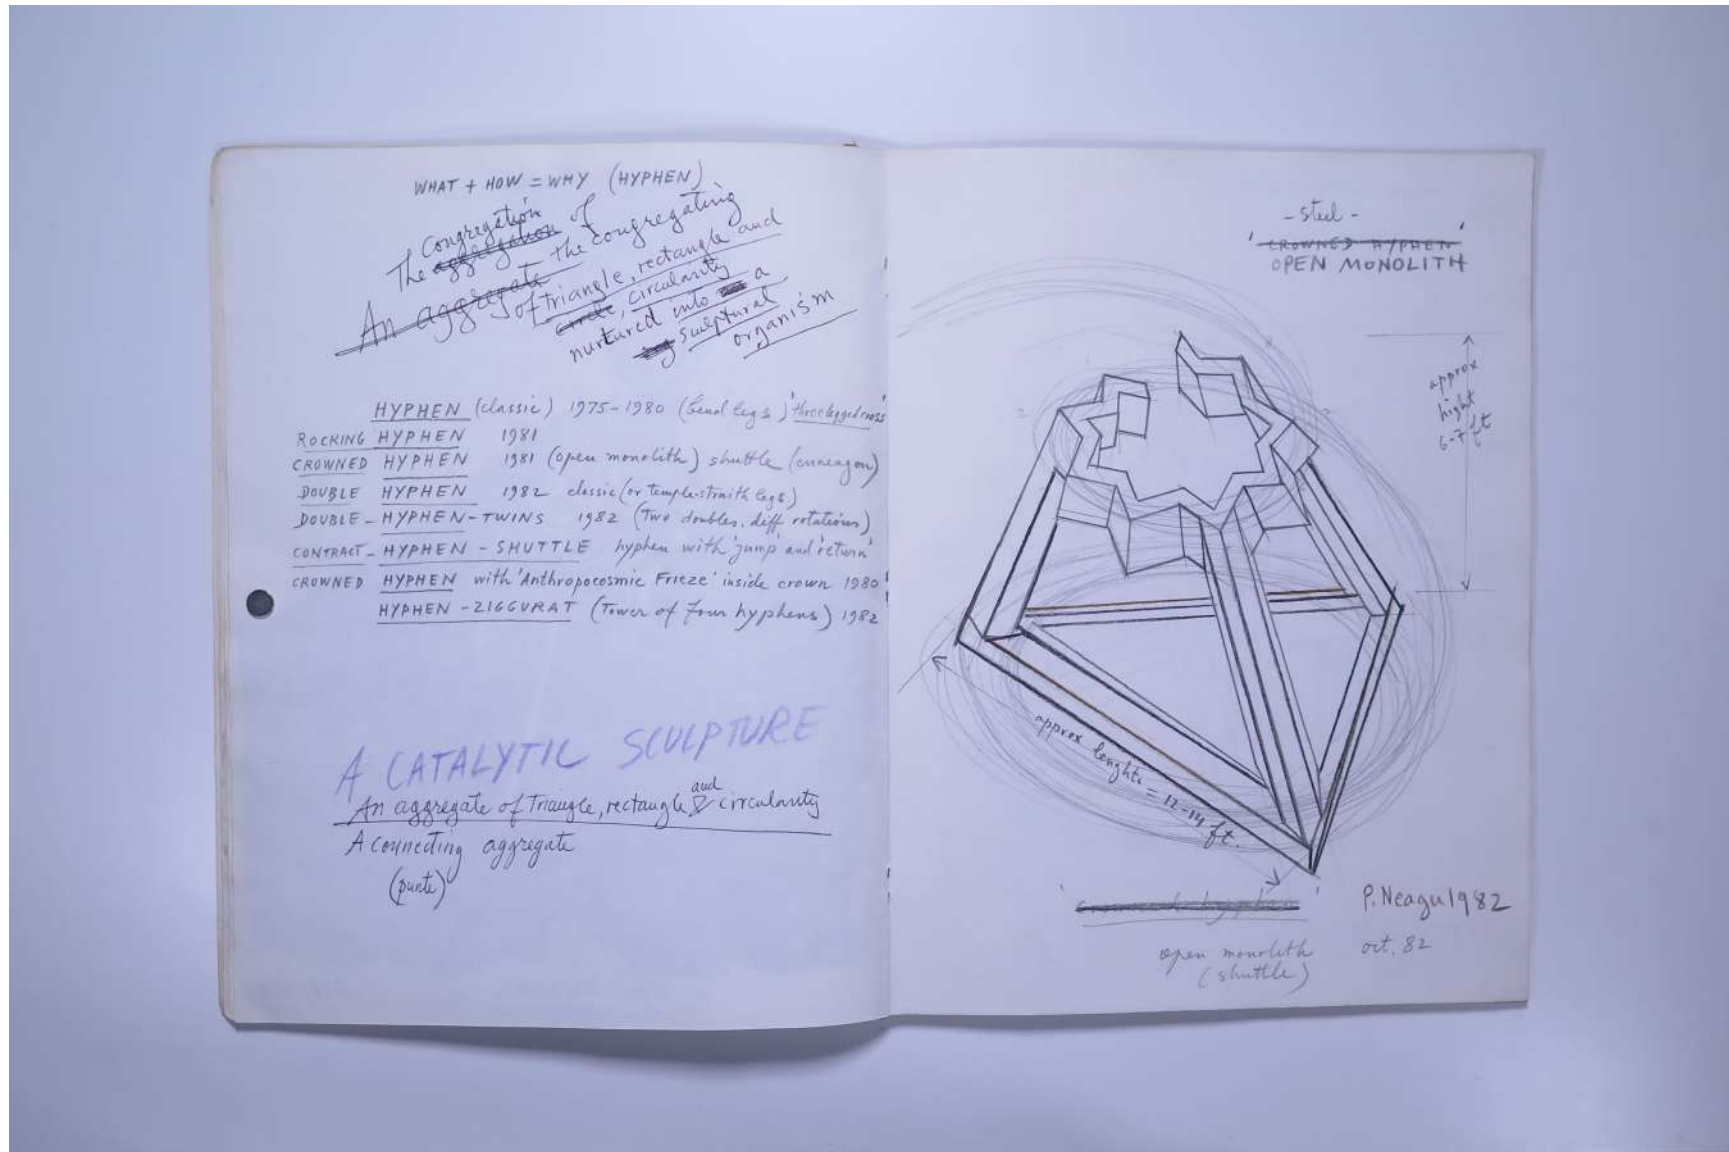 WHAT + HOW = WHY (HYPHEN)
Congregation
The aggregation of
An aggregate the congregating
of triangle, rectangle and
circle, circularity
nurtured into a
sculptural
organism
HYPHEN (classic) 1975-1980 (bend legs) 'three legged cross'
ROCKING HYPHEN 1981
CROWNED HYPHEN 1981 (open monolith) shuttle (enneagon)
DOUBLE HYPHEN 1982 classic (or temple-straith legs)
DOUBLE-HYPHEN-TWINS 1982 (Two doubles, diff rotations)
CONTRACT-HYPHEN-SHUTTLE hyphen with 'jump' and 'return'
CROWNED HYPHEN with 'Anthropocosmic Frieze' inside crown 1980
HYPHEN-ZIGGURAT (Tower of four hyphens) 1982
A CATALYTIC SCULPTURE
and
An aggregate of Triangle, rectangle & circularity
A connecting aggregate
(punte)
- steel -
'CROWNED HYPHEN'
OPEN MONOLITH
approx
hight
6-7 ft
approx lenght = 12-14 ft.
'crowned hyphen'
P. Neagu 1982
open monolith
oct. 82
(shuttle)